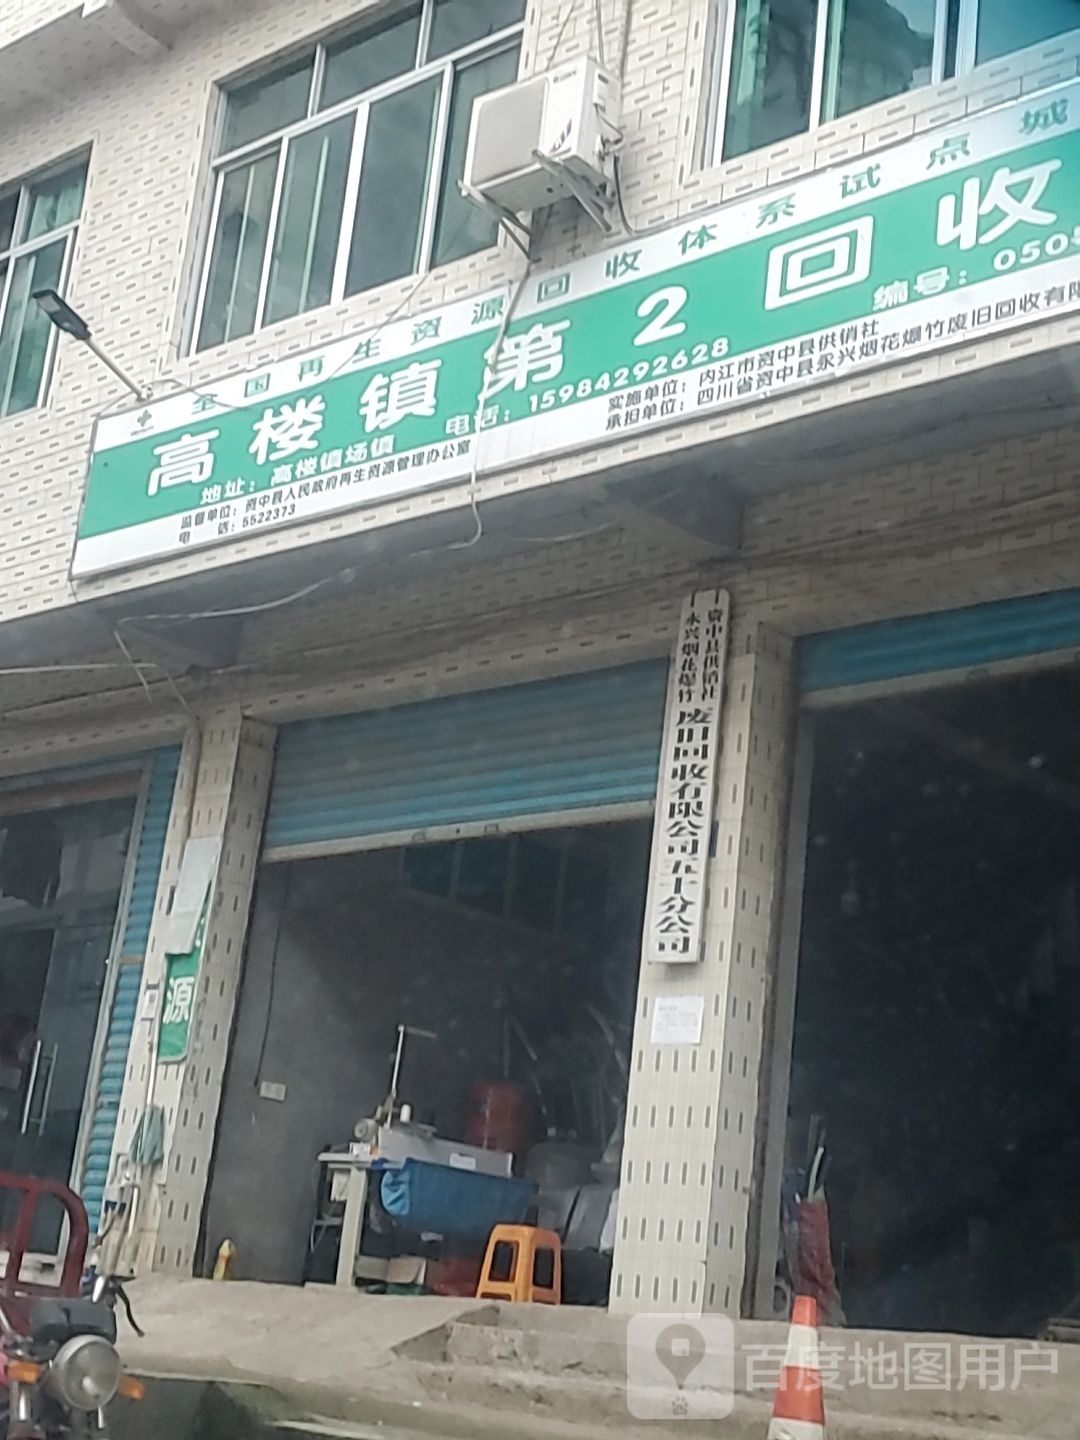 全国再生资源回收体系试点城
高楼镇第2回收
地址：高楼镇场镇 电话：15984292628 编号：0505
监督单位：资中县人民政府再生资源管理办公室
电 话：5522373
实施单位：内江市资中县供销社
承担单位：四川省资中县永兴烟花爆竹废旧回收有限
资中县供销社
永兴烟花爆竹
废旧回收有限公司五十分公司
源
百度地图用户